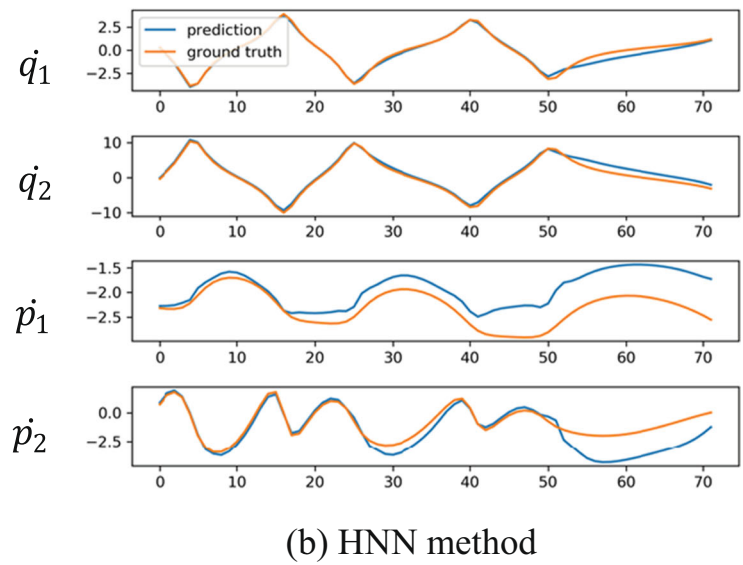 prediction
ground truth
2.5
0.0
−2.5
q̇₁
0 10 20 30 40 50 60 70
10
0
−10
q̇₂
0 10 20 30 40 50 60 70
−1.5
−2.0
−2.5
ṗ₁
0 10 20 30 40 50 60 70
0.0
−2.5
ṗ₂
0 10 20 30 40 50 60 70
(b) HNN method